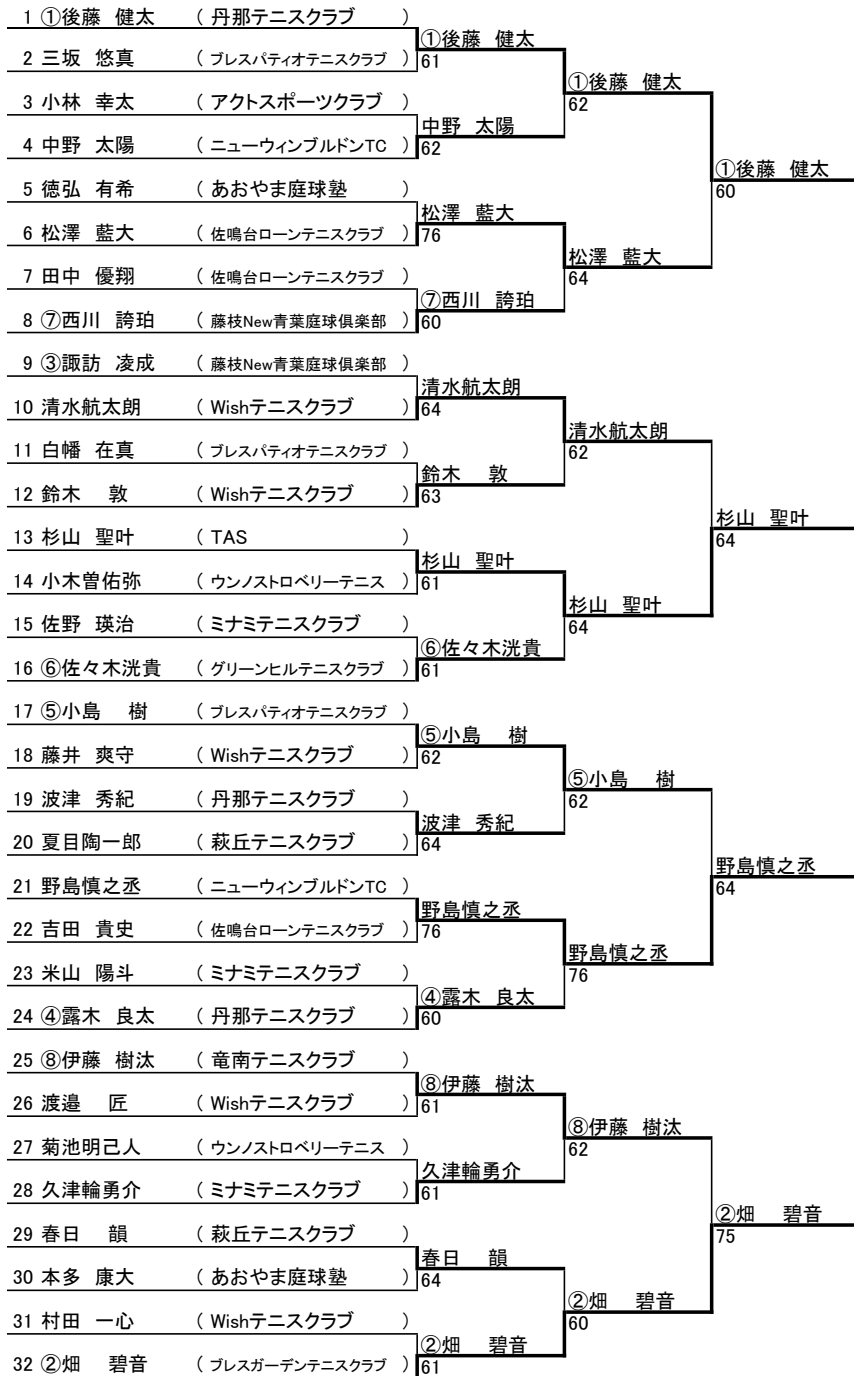 1 ①後藤　健太 ( 丹那テニスクラブ )
2 三坂　悠真 ( ブレスパティオテニスクラブ )
3 小林　幸太 ( アクトスポーツクラブ )
4 中野　太陽 ( ニューウィンブルドンTC )
5 徳弘　有希 ( あおやま庭球塾 )
6 松澤　藍大 ( 佐鳴台ローンテニスクラブ )
7 田中　優翔 ( 佐鳴台ローンテニスクラブ )
8 ⑦西川　誇珀 ( 藤枝New青葉庭球倶楽部 )
9 ③諏訪　凌成 ( 藤枝New青葉庭球倶楽部 )
10 清水航太朗 ( Wishテニスクラブ )
11 白幡　在真 ( ブレスパティオテニスクラブ )
12 鈴木　敦 ( Wishテニスクラブ )
13 杉山　聖叶 ( TAS )
14 小木曽佑弥 ( ウンノストロベリーテニス )
15 佐野　瑛治 ( ミナミテニスクラブ )
16 ⑥佐々木洸貴 ( グリーンヒルテニスクラブ )
17 ⑤小島　樹 ( ブレスパティオテニスクラブ )
18 藤井　爽守 ( Wishテニスクラブ )
19 波津　秀紀 ( 丹那テニスクラブ )
20 夏目陶一郎 ( 萩丘テニスクラブ )
21 野島慎之丞 ( ニューウィンブルドンTC )
22 吉田　貴史 ( 佐鳴台ローンテニスクラブ )
23 米山　陽斗 ( ミナミテニスクラブ )
24 ④露木　良太 ( 丹那テニスクラブ )
25 ⑧伊藤　樹汰 ( 竜南テニスクラブ )
26 渡邉　匠 ( Wishテニスクラブ )
27 菊池明己人 ( ウンノストロベリーテニス )
28 久津輪勇介 ( ミナミテニスクラブ )
29 春日　韻 ( 萩丘テニスクラブ )
30 本多　康大 ( あおやま庭球塾 )
31 村田　一心 ( Wishテニスクラブ )
32 ②畑　碧音 ( ブレスガーデンテニスクラブ )
①後藤　健太
61
中野　太陽
62
松澤　藍大
76
⑦西川　誇珀
60
清水航太朗
64
鈴木　敦
63
杉山　聖叶
61
⑥佐々木洸貴
61
⑤小島　樹
62
波津　秀紀
64
野島慎之丞
76
④露木　良太
60
⑧伊藤　樹汰
61
久津輪勇介
61
春日　韻
64
②畑　碧音
61
①後藤　健太
62
松澤　藍大
64
清水航太朗
62
杉山　聖叶
64
⑤小島　樹
62
野島慎之丞
76
⑧伊藤　樹汰
62
②畑　碧音
60
①後藤　健太
60
杉山　聖叶
64
野島慎之丞
64
②畑　碧音
75